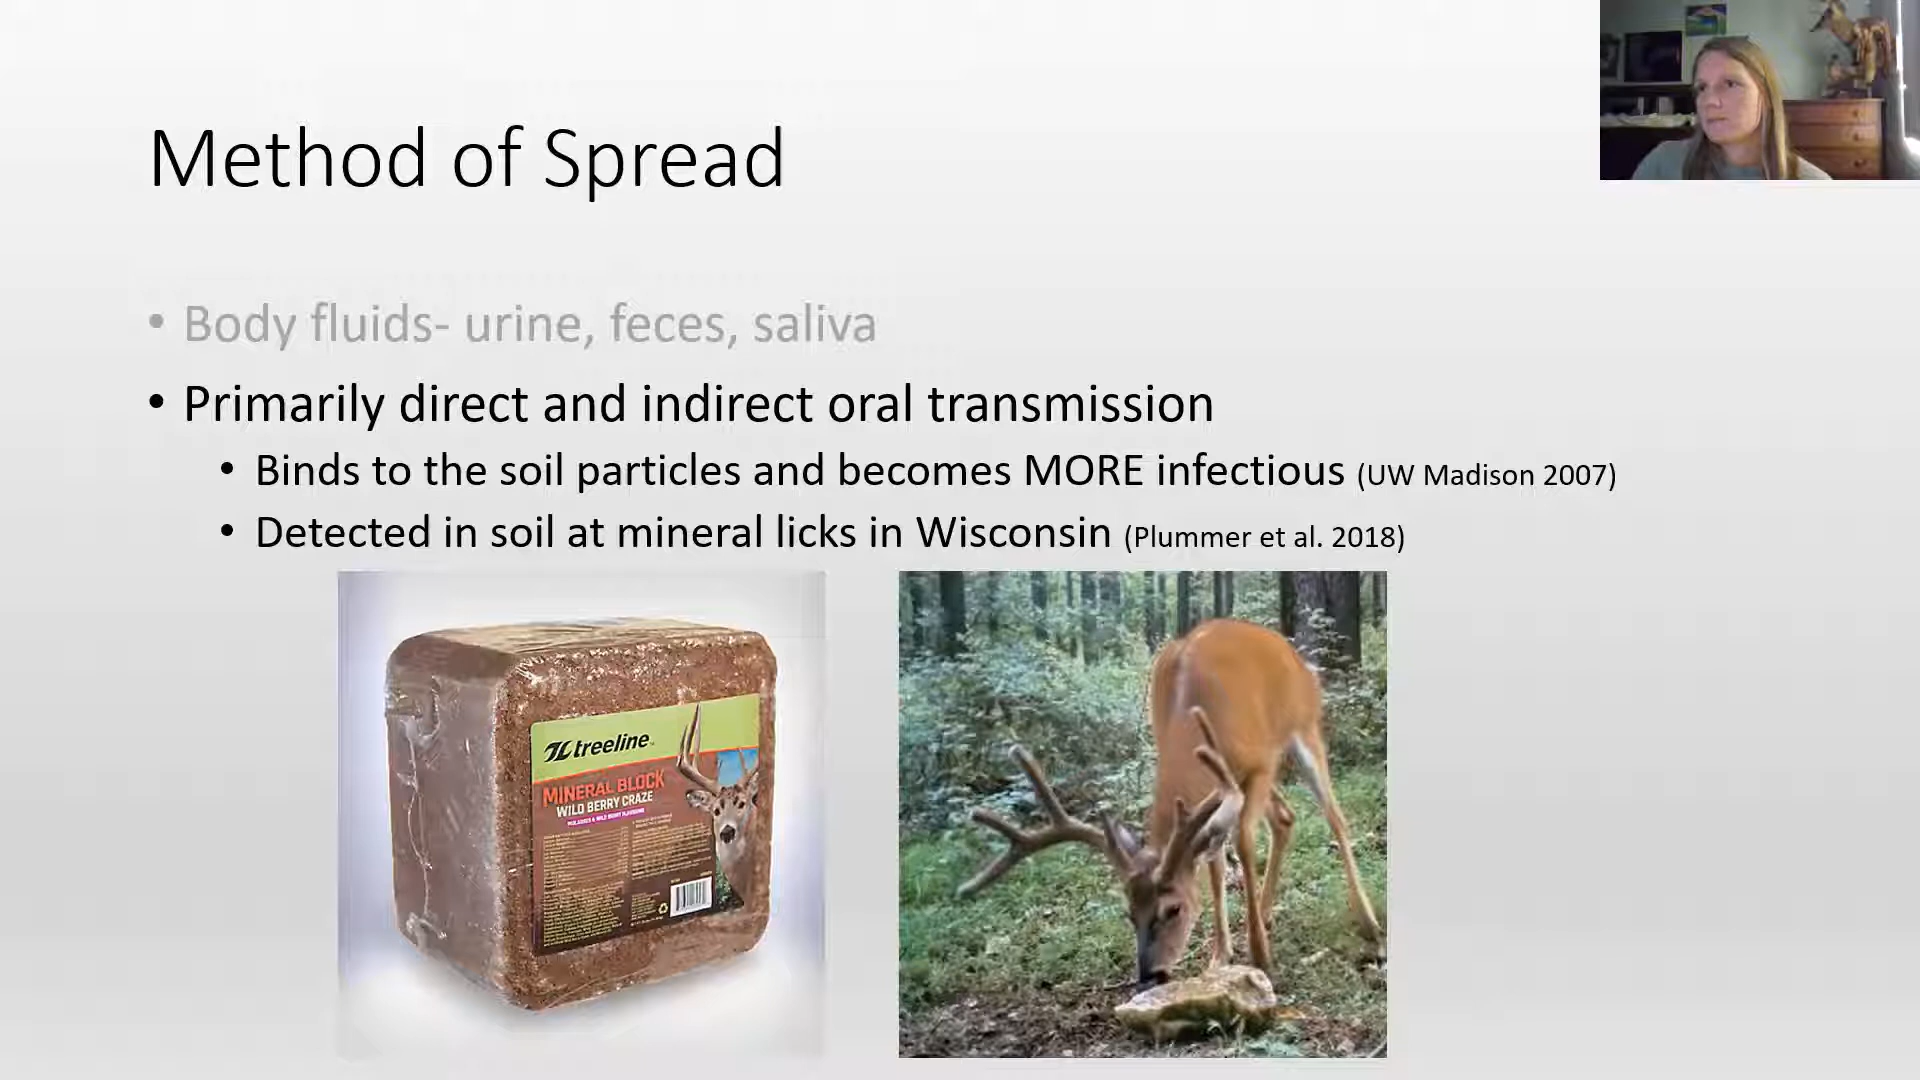 Method of Spread
• Body fluids- urine, feces, saliva
• Primarily direct and indirect oral transmission
• Binds to the soil particles and becomes MORE infectious (UW Madison 2007)
• Detected in soil at mineral licks in Wisconsin (Plummer et al. 2018)
treeline
MINERAL BLOCK
WILD BERRY CRAZE